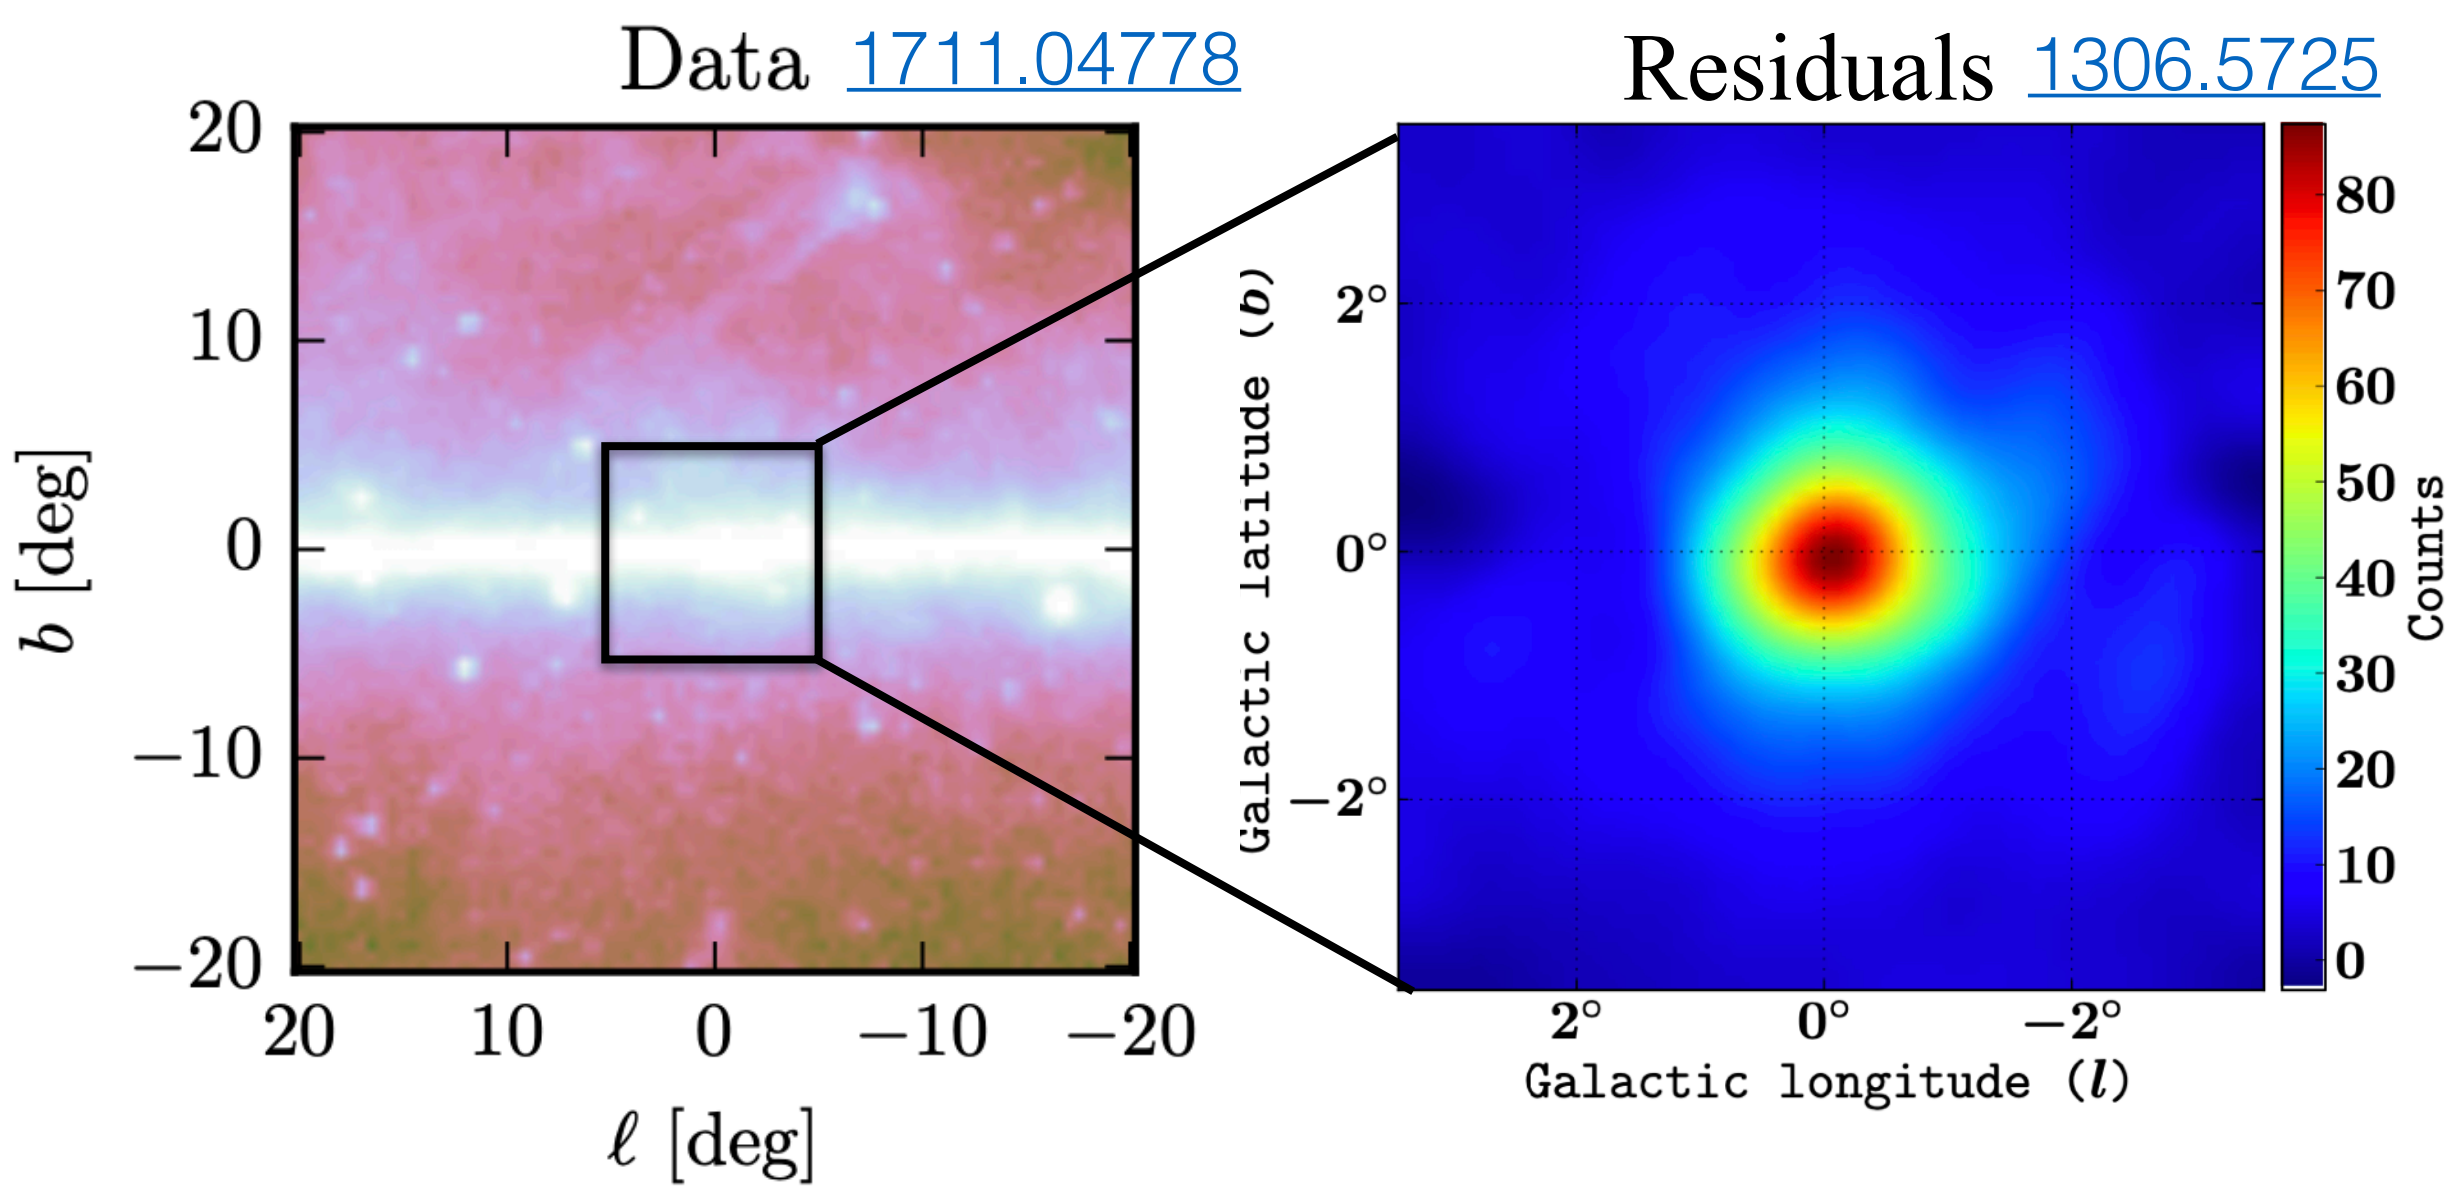 Data 1711.04778
20
10
0
−10
−20
b [deg]
20 10 0 −10 −20
ℓ [deg]
Residuals 1306.5725
Galactic latitude (b)
2°
0°
−2°
2° 0° −2°
Galactic longitude (l)
80
70
60
50
40
30
20
10
0
Counts